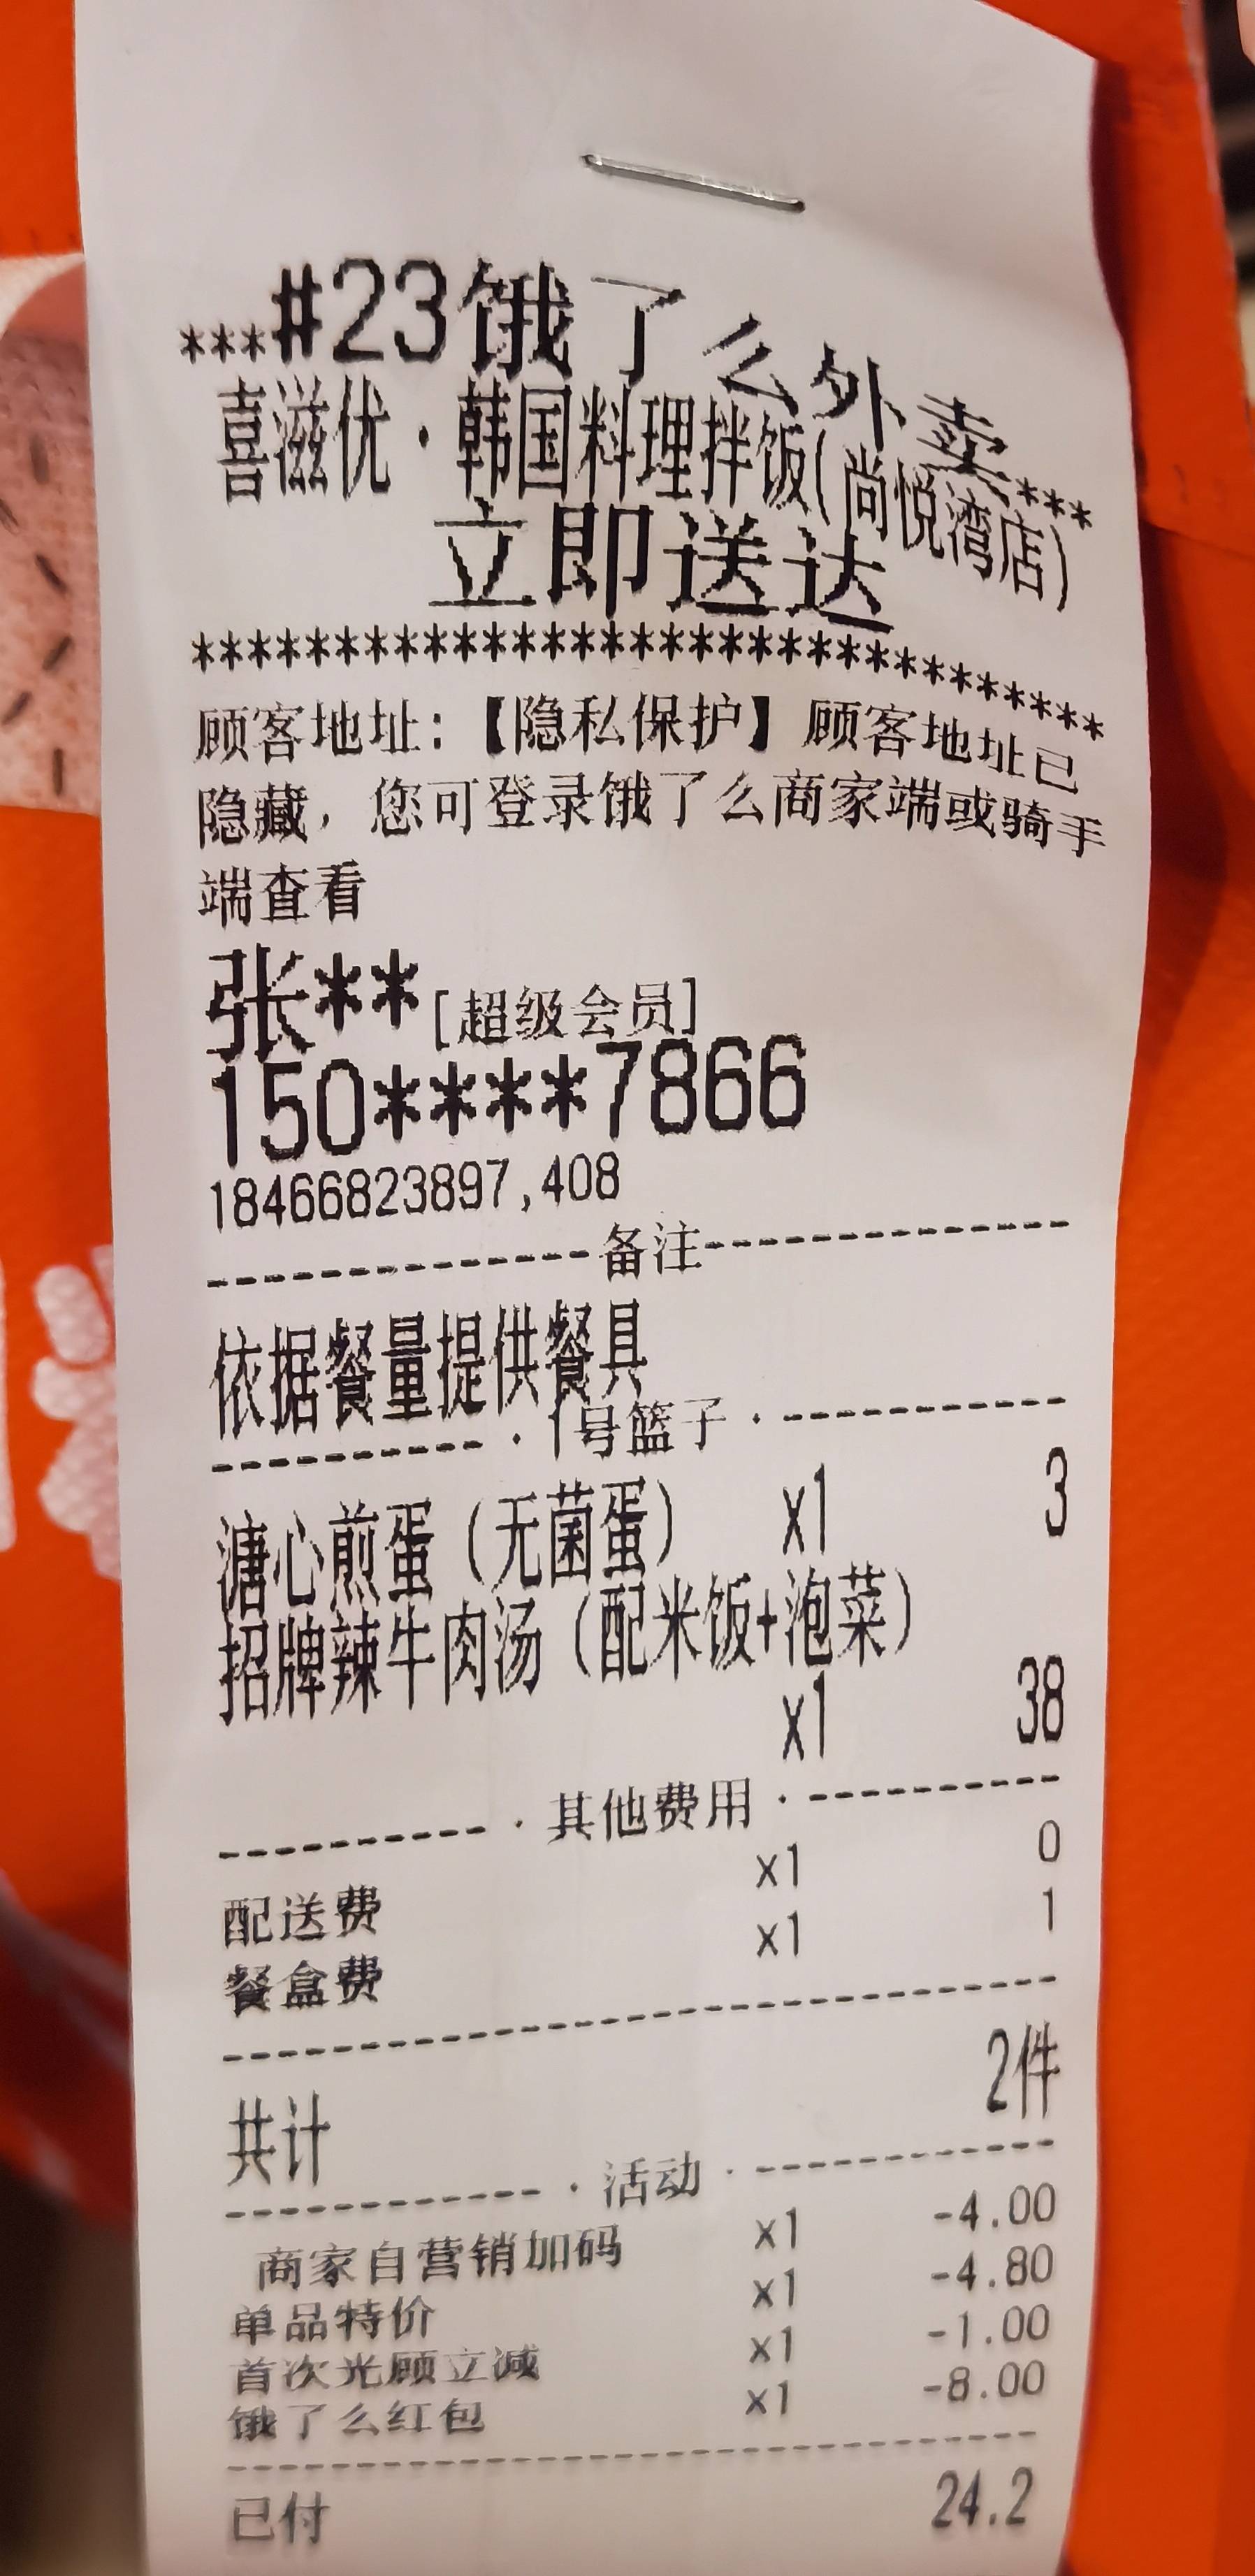 ***#23饿了么外卖***
喜滋优·韩国料理拌饭(尚悦湾店)
立即送达
********************************
顾客地址:【隐私保护】顾客地址已
隐藏，您可登录饿了么商家端或骑手
端查看
张**[超级会员]
150****7866
18466823897,408
--------------备注-------------
依据餐量提供餐具
----------·1号篮子·-----------
溏心煎蛋（无菌蛋） x1 3
招牌辣牛肉汤（配米饭+泡菜）
x1 38
----------·其他费用·----------
配送费 x1 0
餐盒费 x1 1
--------------------------------
共计 2件
------------·活动·------------
商家自营销加码 x1 -4.00
单品特价 x1 -4.80
首次光顾立减 x1 -1.00
饿了么红包 x1 -8.00
--------------------------------
已付 24.2